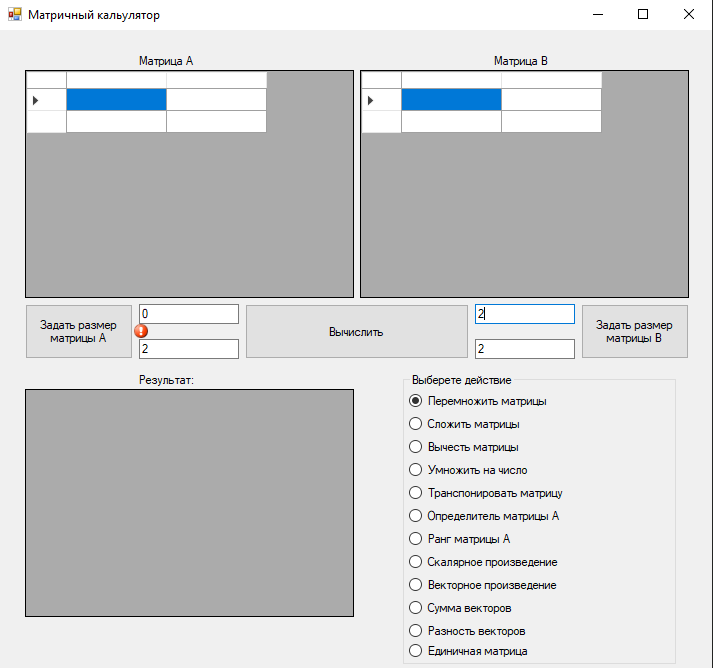 Матричный кальулятор
Матрица А
Матрица В
Задать размер
матрицы А
0
2
Вычислить
2
2
Задать размер
матрицы В
Результат:
Выберете действие
Перемножить матрицы
Сложить матрицы
Вычесть матрицы
Умножить на число
Транспонировать матрицу
Определитель матрицы А
Ранг матрицы А
Скалярное произведение
Векторное произведение
Сумма векторов
Разность векторов
Единичная матрица